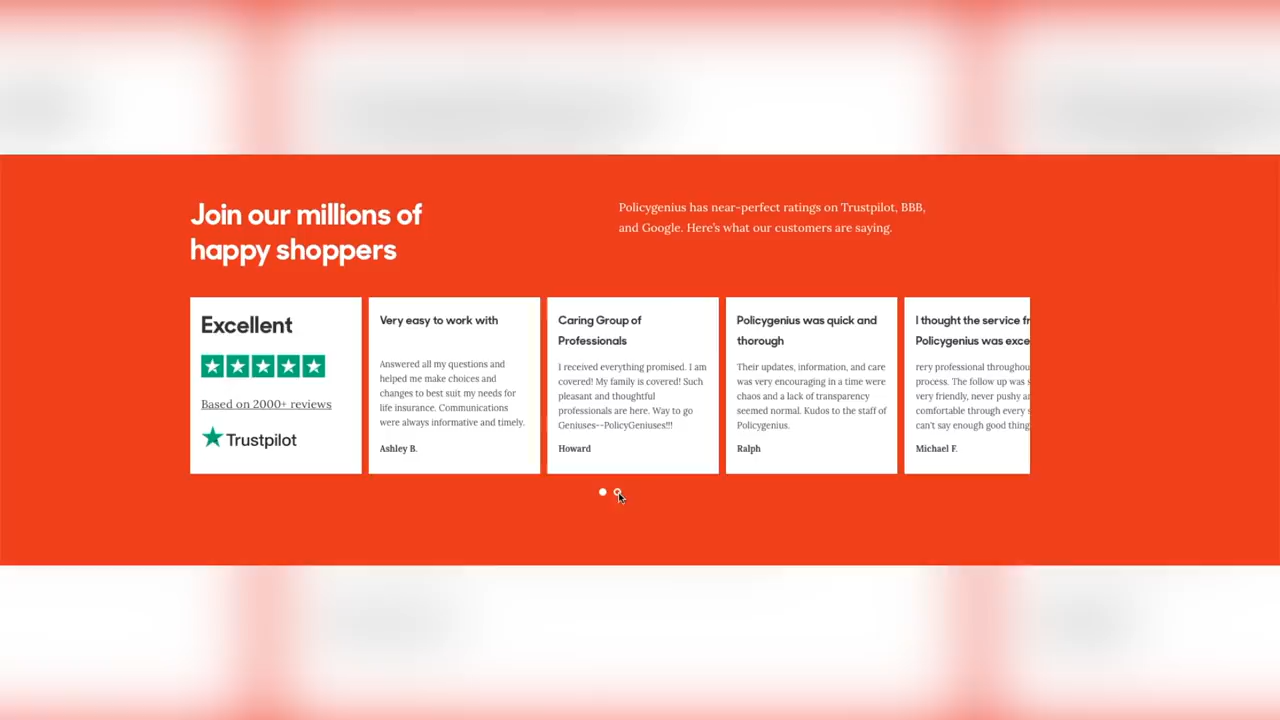 Join our millions of
happy shoppers
Policygenius has near-perfect ratings on Trustpilot, BBB,
and Google. Here's what our customers are saying.
Excellent
Based on 2000+ reviews
Trustpilot
Very easy to work with
Answered all my questions and
helped me make choices and
changes to best suit my needs for
life insurance. Communications
were always informative and timely.
Ashley B.
Caring Group of
Professionals
I received everything promised. I am
covered! My family is covered! Such
pleasant and thoughtful
professionals are here. Way to go
Geniuses--PolicyGeniuses!!!
Howard
Policygenius was quick and
thorough
Their updates, information, and care
was very encouraging in a time were
chaos and a lack of transparency
seemed normal. Kudos to the staff of
Policygenius.
Ralph
I thought the service
Policygenius was
rery professional
process. The follow up was
very friendly, never pushy
comfortable through every
can't say enough good
Michael F.